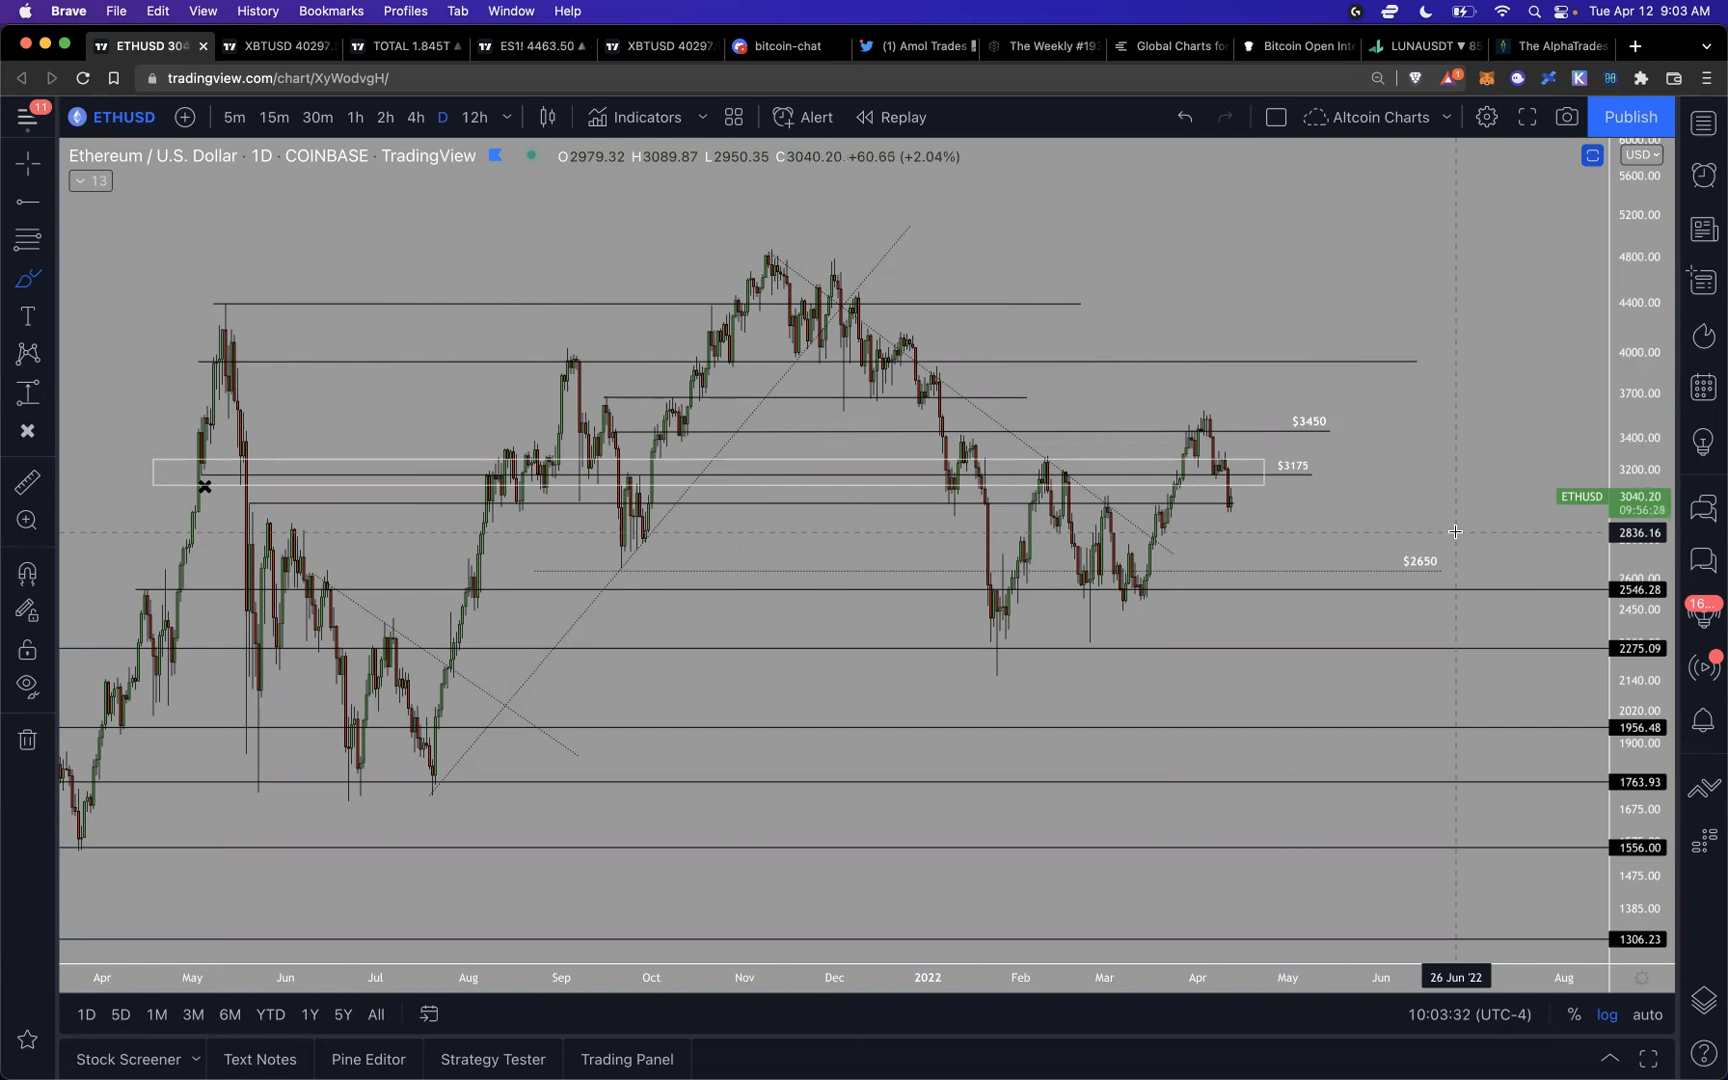 Brave File Edit View History Bookmarks Profiles Tab Window Help Tue Apr 12 9:03 AM
ETHUSD 304 XBTUSD 40297. TOTAL 1.845T ES1! 4463.50 XBTUSD 40297. bitcoin-chat (1) Amol Trades The Weekly #193 Global Charts fo Bitcoin Open Int LUNAUSDT ▼ 85 The AlphaTrades
tradingview.com/chart/XyWodvgH/ 1
11 ETHUSD 5m 15m 30m 1h 2h 4h D 12h Indicators Alert Replay Altcoin Charts Publish
Ethereum / U.S. Dollar · 1D · COINBASE · TradingView O2979.32 H3089.87 L2950.35 C3040.20 +60.65 (+2.04%)
USD
13
5600.00
5200.00
4800.00
4400.00
4000.00
3700.00
$3450
3400.00
$3175
3200.00
ETHUSD 3040.20
09:56:28
2836.16
$2650
2600.00
2546.28
2450.00
16...
2275.09
2140.00
2020.00
1956.48
1900.00
1763.93
1675.00
1556.00
1475.00
1385.00
1306.23
Apr May Jun Jul Aug Sep Oct Nov Dec 2022 Feb Mar Apr May Jun 26 Jun '22 Aug
1D 5D 1M 3M 6M YTD 1Y 5Y All 10:03:32 (UTC-4) % log auto
Stock Screener Text Notes Pine Editor Strategy Tester Trading Panel